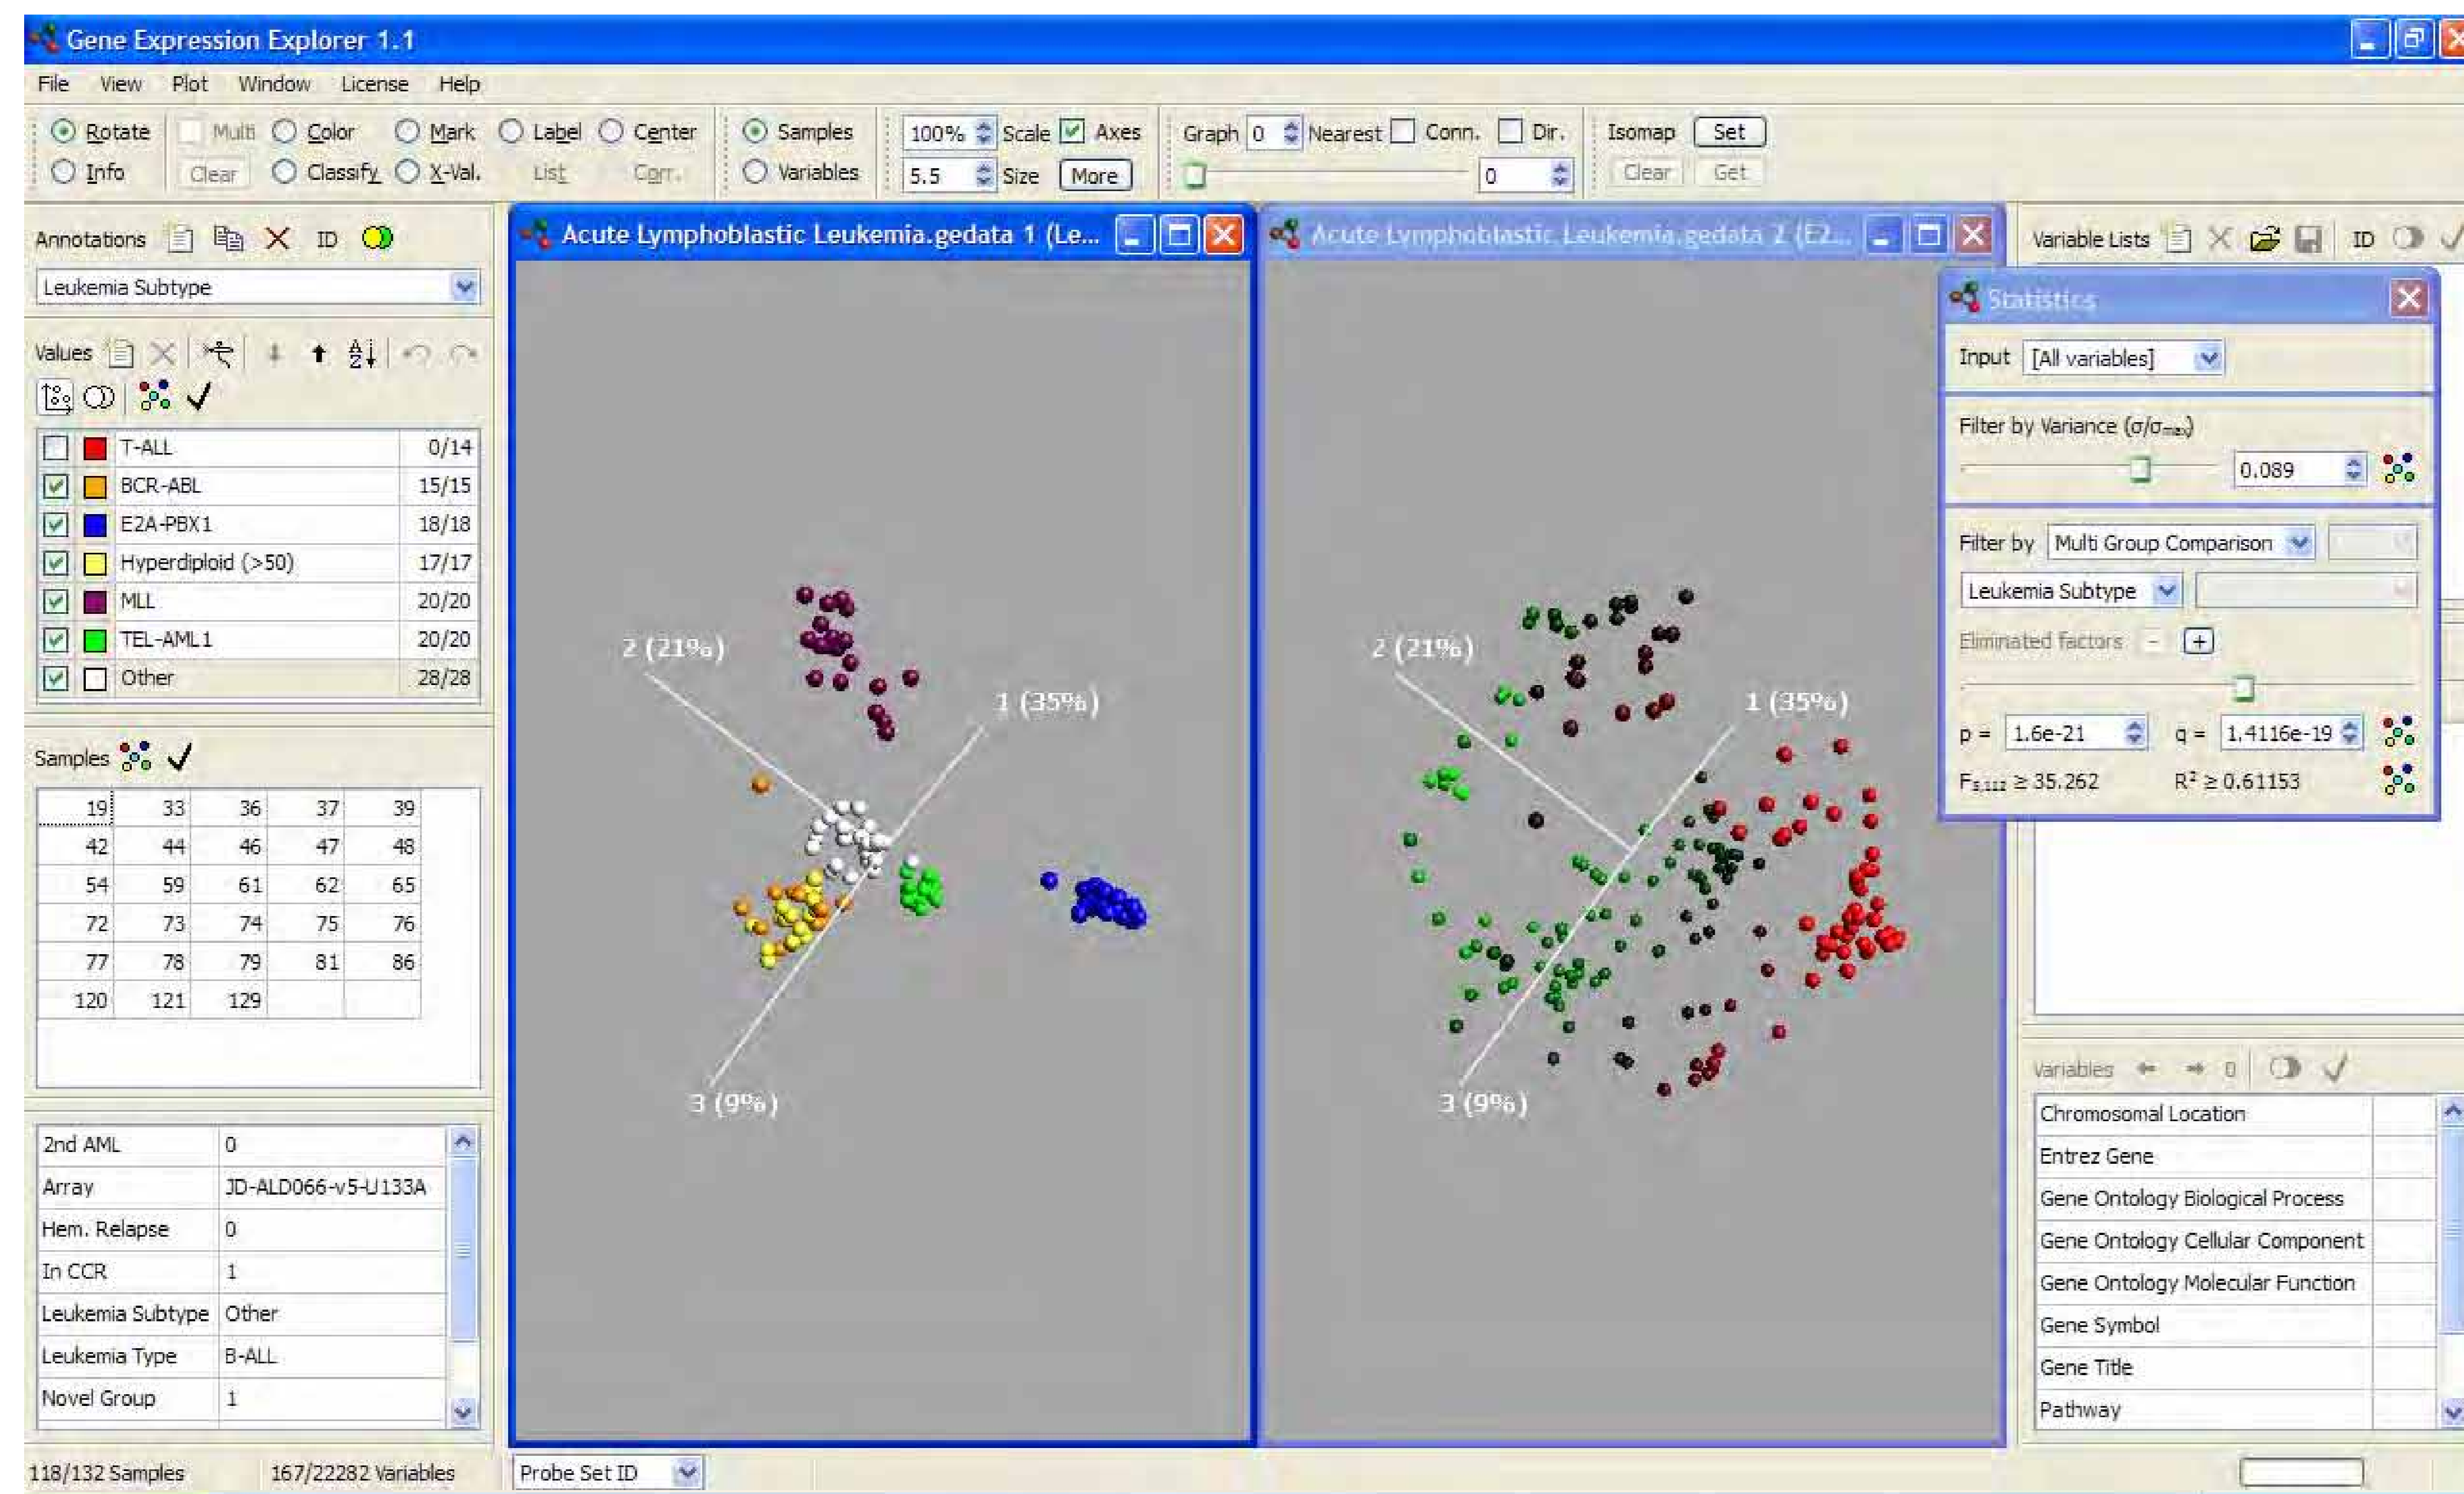 Gene Expression Explorer 1.1
File View Plot Window License Help
Rotate Multi Color Mark Label Center Samples 100% Scale Axes Graph 0 Nearest Conn. Dir. Isomap Set
Info Clear Classify X-Val. List Corr. Variables 5.5 Size More 0 Clear Get
Annotations ID
Leukemia Subtype
Values
T-ALL 0/14
BCR-ABL 15/15
E2A-PBX1 18/18
Hyperdiploid (>50) 17/17
MLL 20/20
TEL-AML1 20/20
Other 28/28
Samples
19 33 36 37 39
42 44 46 47 48
54 59 61 62 65
72 73 74 75 76
77 78 79 81 86
120 121 129
2nd AML 0
Array JD-ALD066-v5-U133A
Hem. Relapse 0
In CCR 1
Leukemia Subtype Other
Leukemia Type B-ALL
Novel Group 1
Acute Lymphoblastic Leukemia.gedata 1 (Le...
2 (21%)
1 (35%)
3 (9%)
Acute Lymphoblastic Leukemia.gedata 2 (E2...
2 (21%)
1 (35%)
3 (9%)
Variable Lists ID
Statistics
Input [All variables]
Filter by Variance (σ/σmax)
0.089
Filter by Multi Group Comparison
Leukemia Subtype
Eliminated factors - +
p = 1.6e-21 q = 1.4116e-19
F5,112 ≥ 35.262 R² ≥ 0.61153
Variables 0
Chromosomal Location
Entrez Gene
Gene Ontology Biological Process
Gene Ontology Cellular Component
Gene Ontology Molecular Function
Gene Symbol
Gene Title
Pathway
118/132 Samples 167/22282 Variables Probe Set ID